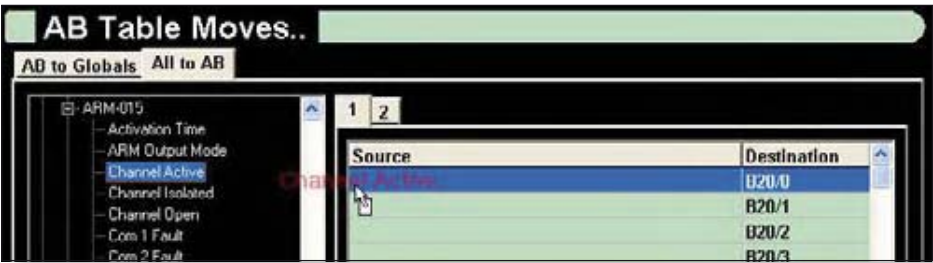 AB Table Moves..
AB to Globals All to AB
ARM-015
Activation Time
ARM Output Mode
Channel Active
Channel Isolated
Channel Open
Com 1 Fault
Com 2 Fault
1 2
Source Destination
Channel Active B20/0
B20/1
B20/2
B20/3